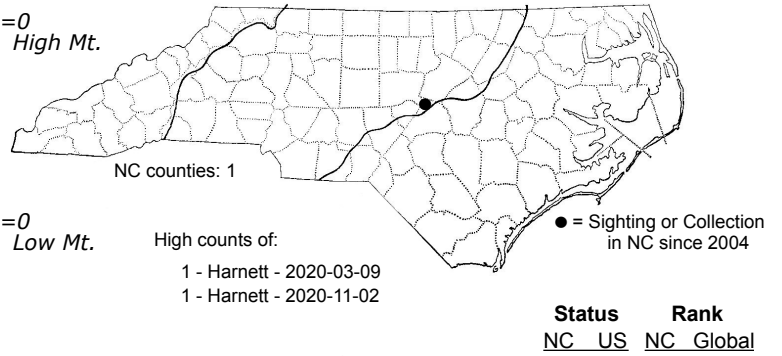 =0
High Mt.
NC counties: 1
=0
Low Mt.
High counts of:
1 - Harnett - 2020-03-09
1 - Harnett - 2020-11-02
● = Sighting or Collection
in NC since 2004
Status Rank
NC US NC Global